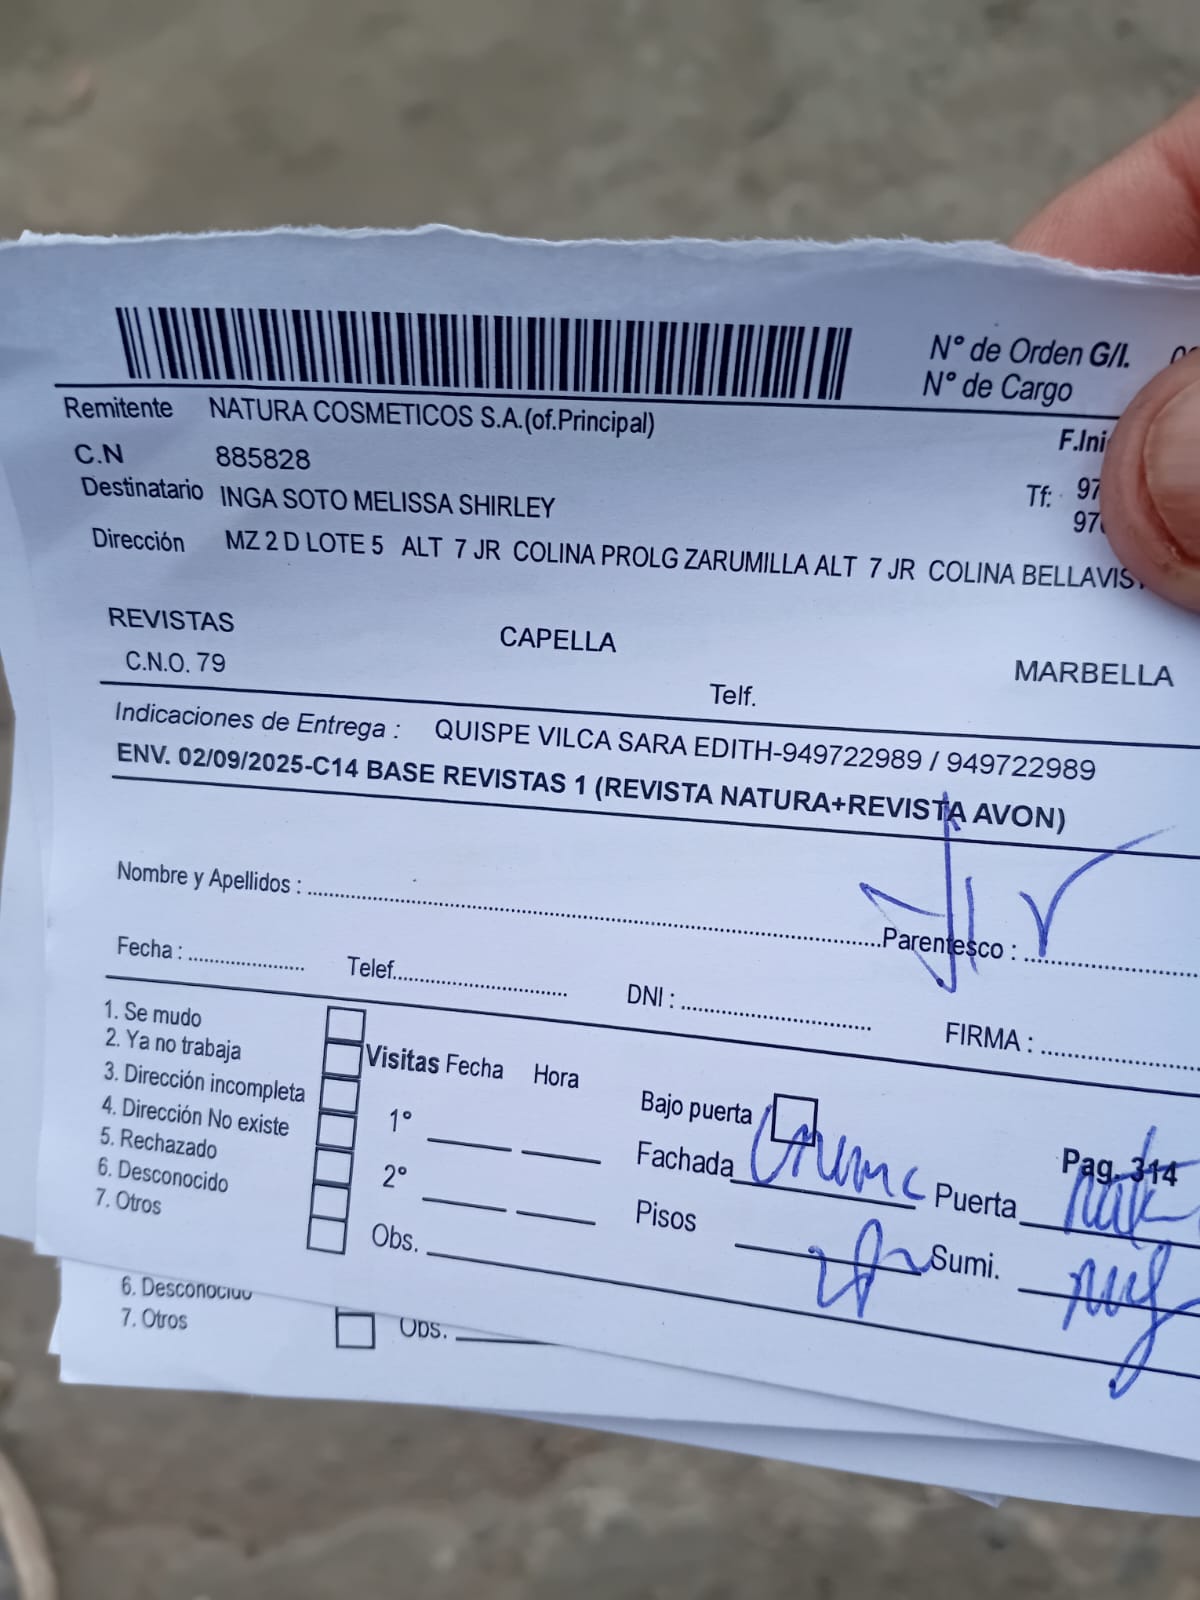 N° de Orden G/I.
N° de Cargo
Remitente NATURA COSMETICOS S.A.(of.Principal)
F.Ini
C.N 885828
Destinatario INGA SOTO MELISSA SHIRLEY
Tf: 97
97
Dirección MZ 2 D LOTE 5 ALT 7 JR COLINA PROLG ZARUMILLA ALT 7 JR COLINA BELLAVIS
REVISTAS CAPELLA MARBELLA
C.N.O. 79 Telf.
Indicaciones de Entrega : QUISPE VILCA SARA EDITH-949722989 / 949722989
ENV. 02/09/2025-C14 BASE REVISTAS 1 (REVISTA NATURA+REVISTA AVON)
Nombre y Apellidos : Parentesco :
Fecha : Telef. DNI : FIRMA :
1. Se mudo
2. Ya no trabaja
3. Dirección incompleta
4. Dirección No existe
5. Rechazado
6. Desconocido
7. Otros
Visitas Fecha Hora
1°
2°
Obs.
Bajo puerta
Pag. 314
Fachada Puerta
Pisos Sumi.
6. Desconocido
7. Otros
Obs.